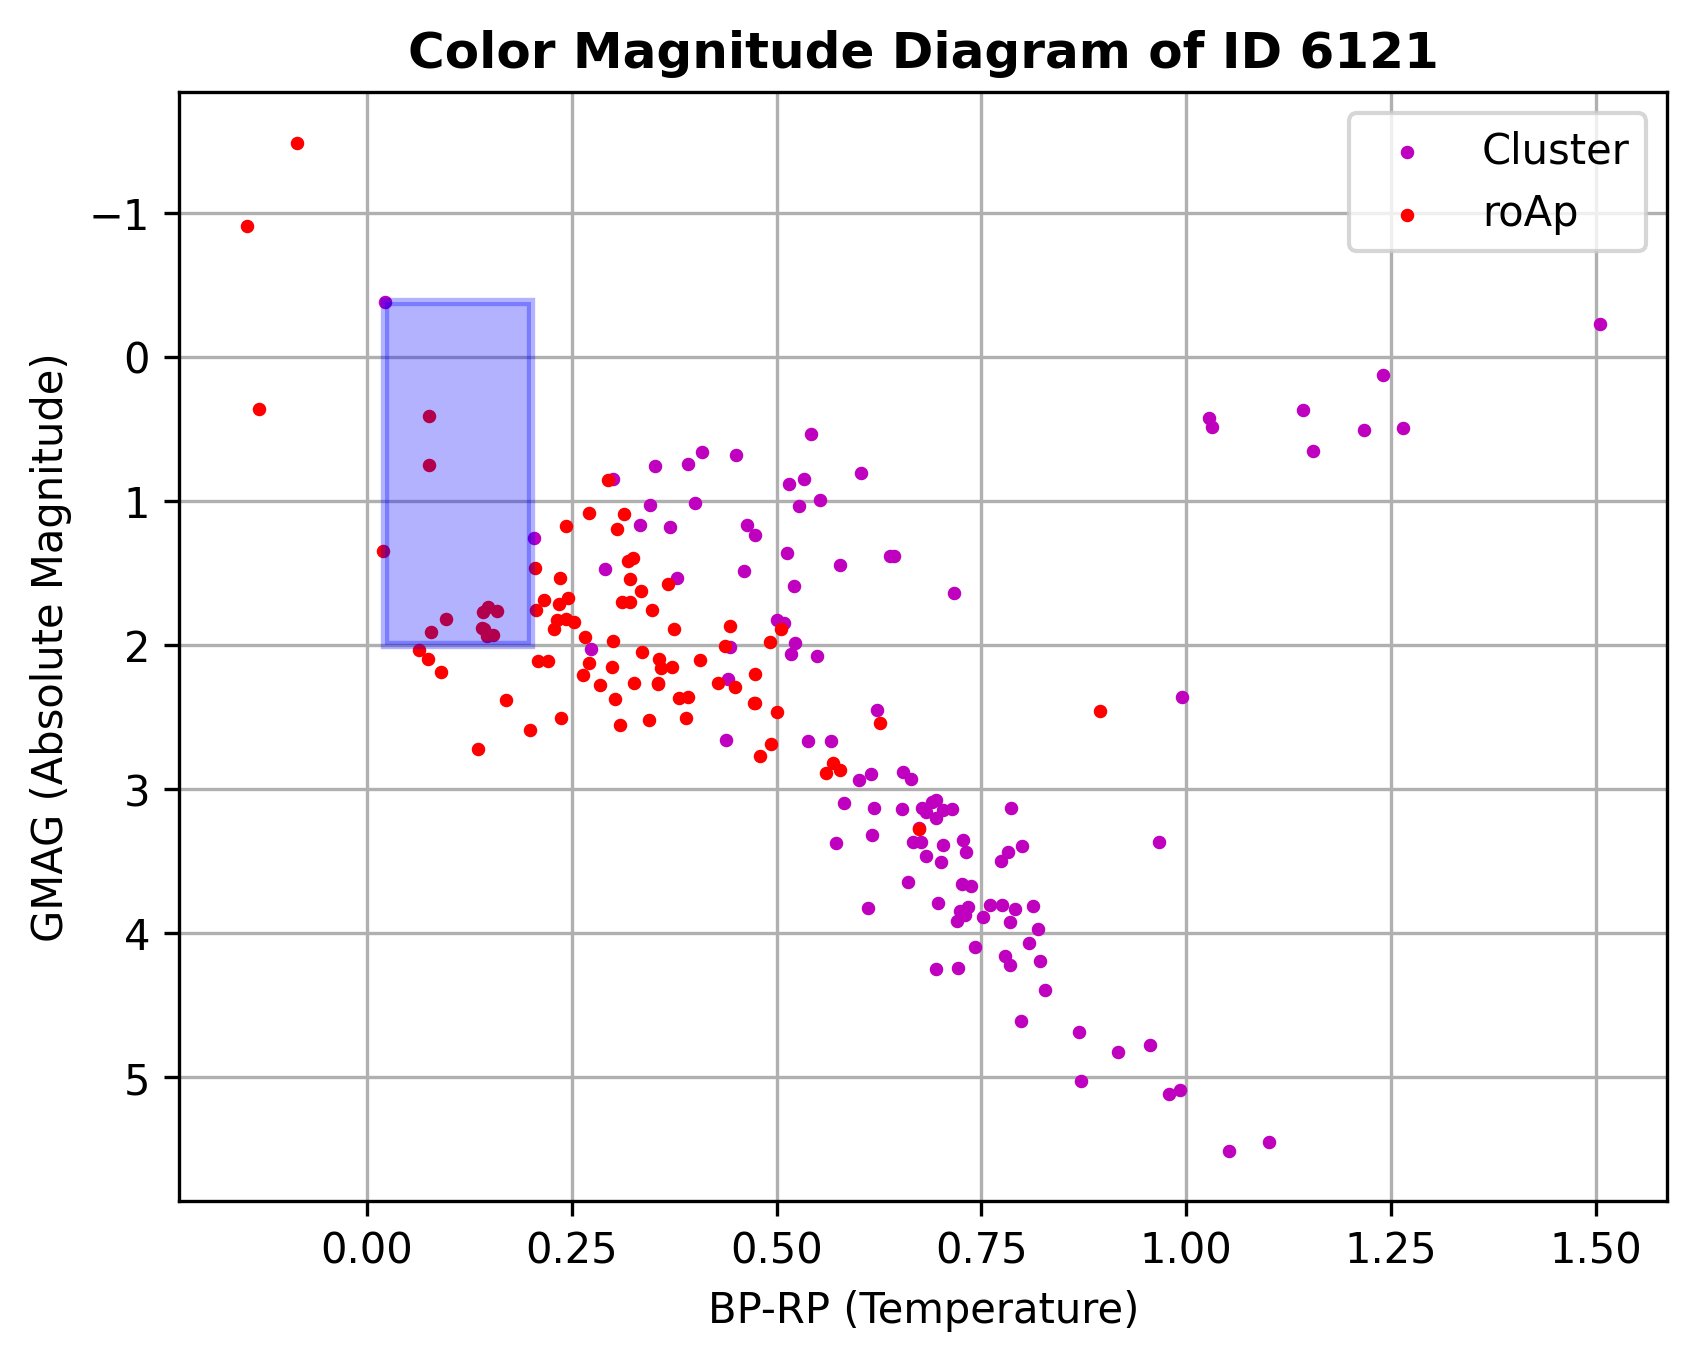 Color Magnitude Diagram of ID 6121
Cluster
roAp
GMAG (Absolute Magnitude)
−1
0
1
2
3
4
5
0.00 0.25 0.50 0.75 1.00 1.25 1.50
BP-RP (Temperature)